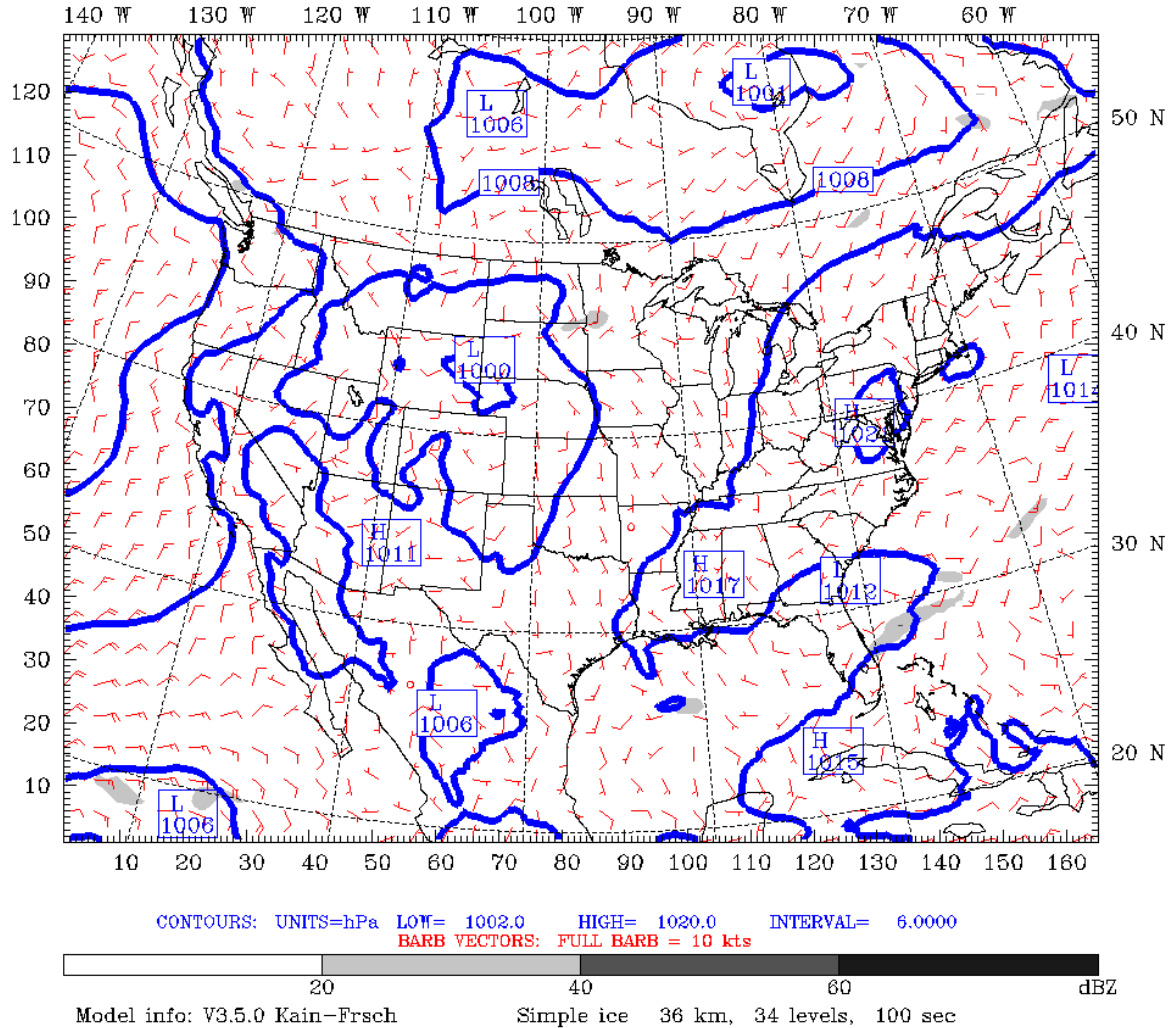 140 W 130 W 120 W 110 W 100 W 90 W 80 W 70 W 60 W
120
110
100
90
80
70
60
50
40
30
20
10
50 N
40 N
30 N
20 N
L
1006
L
1001
1008
1008
L
1000
L
1014
H
102
H
1011
H
1017
L
1012
L
1006
H
1015
L
1006
10 20 30 40 50 60 70 80 90 100 110 120 130 140 150 160
CONTOURS: UNITS=hPa LOW= 1002.0 HIGH= 1020.0 INTERVAL= 6.0000
BARB VECTORS: FULL BARB = 10 kts
20 40 60 dBZ
Model info: V3.5.0 Kain-Frsch Simple ice 36 km, 34 levels, 100 sec